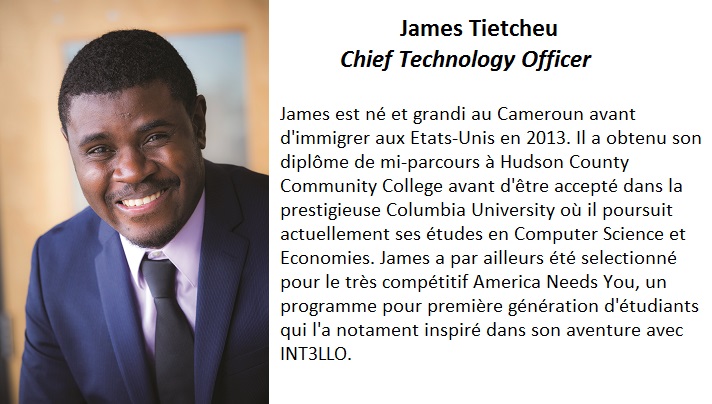 James Tietcheu
Chief Technology Officer
James est né et grandi au Cameroun avant
d'immigrer aux Etats-Unis en 2013. Il a obtenu son
diplôme de mi-parcours à Hudson County
Community College avant d'être accepté dans la
prestigieuse Columbia University où il poursuit
actuellement ses études en Computer Science et
Economies. James a par ailleurs été selectionné
pour le très compétitif America Needs You, un
programme pour première génération d'étudiants
qui l'a notament inspiré dans son aventure avec
INT3LLO.